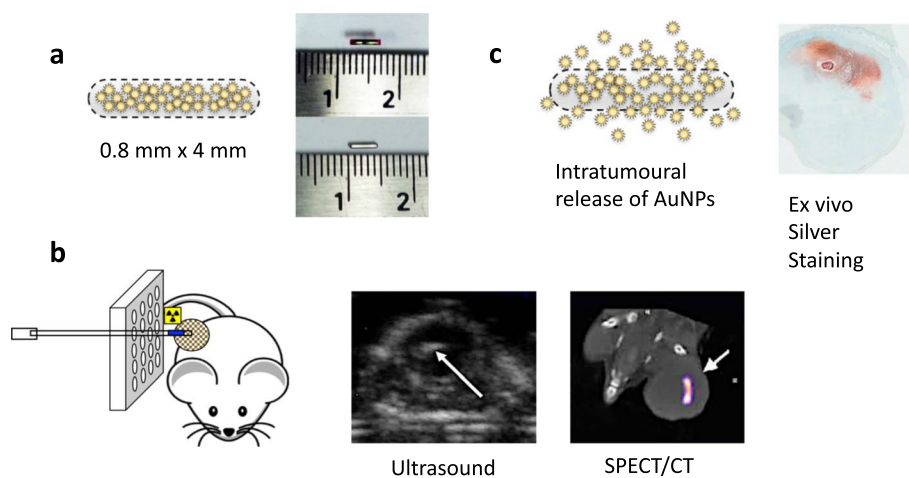 a
0.8 mm x 4 mm
1 2
1 2
b
Ultrasound
SPECT/CT
c
Intratumoural
release of AuNPs
Ex vivo
Silver
Staining